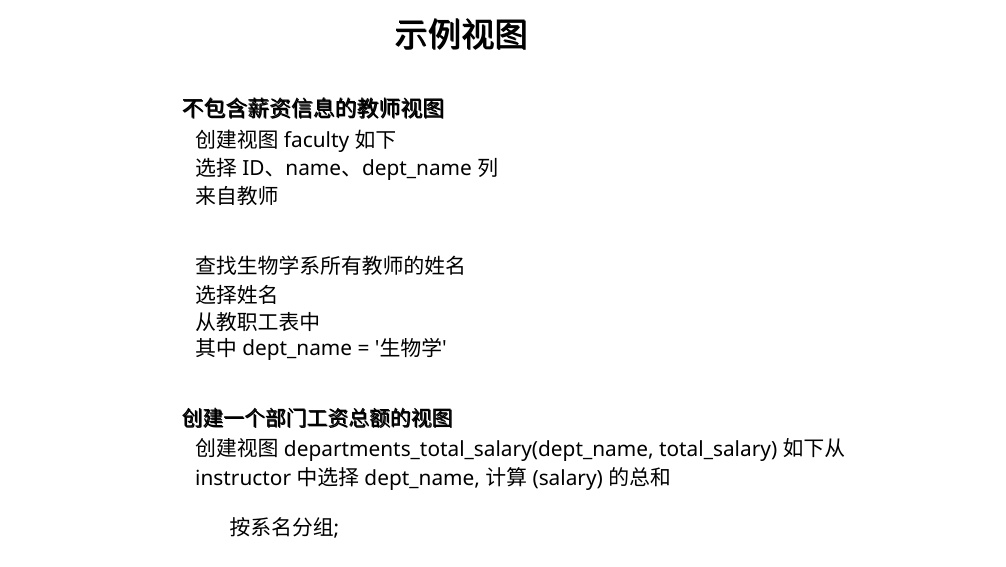 示例视图
不包含薪资信息的教师视图
创建视图 faculty 如下
选择 ID、name、dept_name 列
来自教师
查找生物学系所有教师的姓名
选择姓名
从教职工表中
其中 dept_name = '生物学'
创建一个部门工资总额的视图
创建视图 departments_total_salary(dept_name, total_salary) 如下从
instructor 中选择 dept_name, 计算 (salary) 的总和
按系名分组;